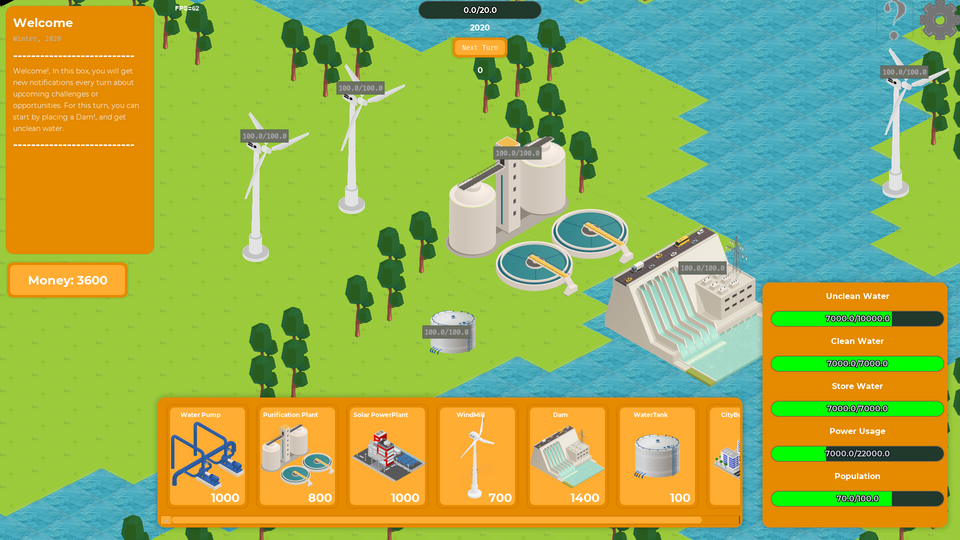 Welcome
Winter, 2020
----------------------------
Welcome!, In this box, you will get
new notifications every turn about
upcoming challenges or
opportunities. For this turn, you can
start by placing a Dam!, and get
unclean water.
----------------------------
Money: 3600
FPS=62
0.0/20.0
2020
Next Turn
0
?
100.0/100.0
100.0/100.0
100.0/100.0
100.0/100.0
100.0/100.0
100.0/100.0
Unclean Water
7000.0/10000.0
Clean Water
7000.0/7000.0
Store Water
7000.0/7000.0
Power Usage
7000.0/22000.0
Population
70.0/100.0
Water Pump
1000
Purification Plant
800
Solar PowerPlant
1000
WindMill
700
Dam
1400
WaterTank
100